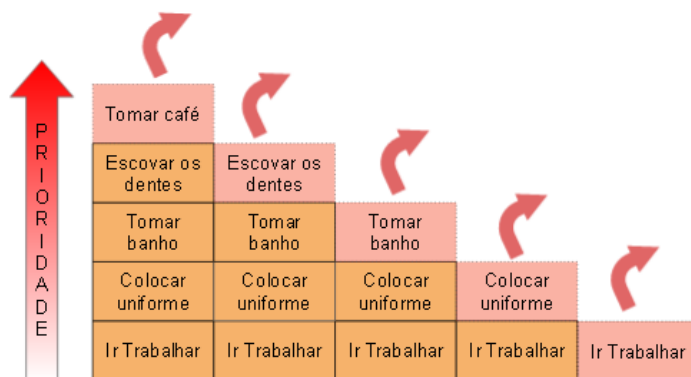 PRIORIDADE
Tomar café
Escovar os
dentes
Escovar os
dentes
Tomar
banho
Tomar
banho
Tomar
banho
Colocar
uniforme
Colocar
uniforme
Colocar
uniforme
Colocar
uniforme
Ir Trabalhar
Ir Trabalhar
Ir Trabalhar
Ir Trabalhar
Ir Trabalhar